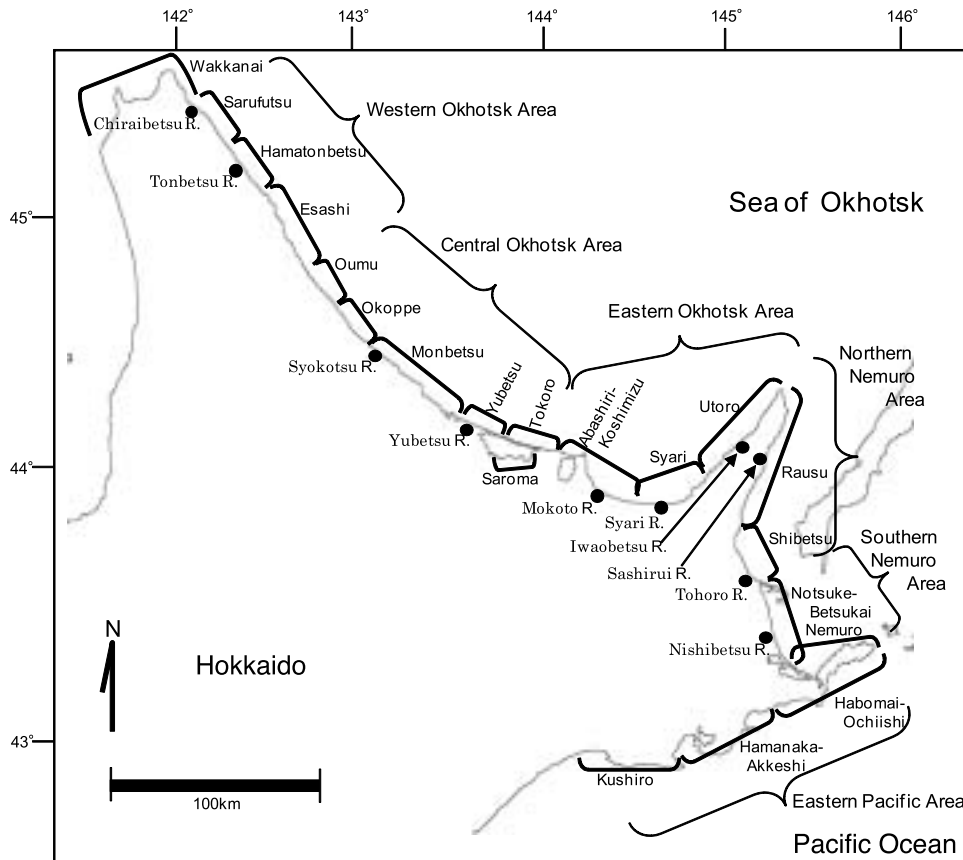 142°
143°
144°
145°
146°
Wakkanai
Sarufutsu
Western Okhotsk Area
Chiraibetsu R.
Hamatonbetsu
Tonbetsu R.
Esashi
Sea of Okhotsk
45°
Central Okhotsk Area
Oumu
Okoppe
Eastern Okhotsk Area
Monbetsu
Syokotsu R.
Northern
Nemuro
Area
Yubetsu
Tokoro
Abashiri-
Koshimizu
Utoro
Yubetsu R.
44°
Syari
Rausu
Saroma
Mokoto R.
Syari R.
Iwaobetsu R.
Sashirui R.
Shibetsu
Southern
Nemuro
Area
Tohoro R.
Notsuke-
Betsukai
Nemuro
N
Nishibetsu R.
Hokkaido
Habomai-
Ochiishi
43°
Hamanaka-
Akkeshi
Kushiro
100km
Eastern Pacific Area
Pacific Ocean